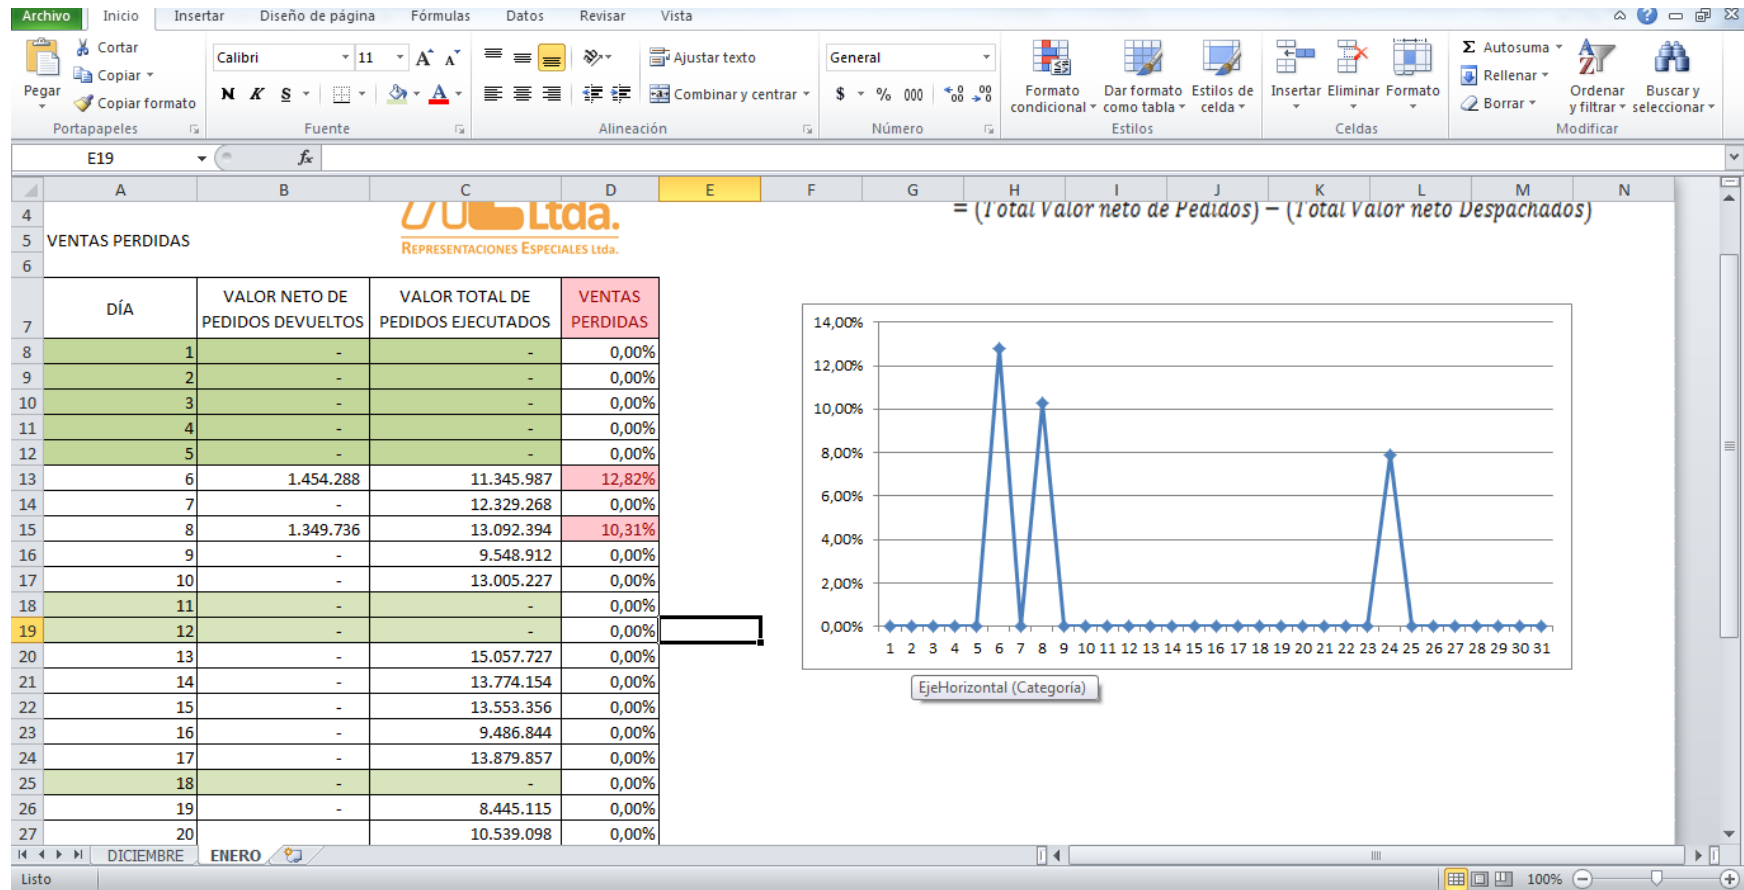 Archivo Inicio Insertar Diseño de página Fórmulas Datos Revisar Vista
Pegar
Cortar
Copiar
Copiar formato
Portapapeles
Calibri 11
N K S
Fuente
Ajustar texto
Combinar y centrar
Alineación
General
$ % 000
Número
Formato condicional
Dar formato como tabla
Estilos de celda
Estilos
Insertar Eliminar Formato
Celdas
Autosuma
Rellenar
Borrar
Ordenar y filtrar
Buscar y seleccionar
Modificar
E19 fx
A B C D E F G H I J K L M N
4 Ltda. = (Total Valor neto de Pedidos) – (Total Valor neto Despachados)
5 VENTAS PERDIDAS REPRESENTACIONES ESPECIALES Ltda.
6
7 DÍA VALOR NETO DE PEDIDOS DEVUELTOS VALOR TOTAL DE PEDIDOS EJECUTADOS VENTAS PERDIDAS
8 1 - - 0,00%
9 2 - - 0,00%
10 3 - - 0,00%
11 4 - - 0,00%
12 5 - - 0,00%
13 6 1.454.288 11.345.987 12,82%
14 7 - 12.329.268 0,00%
15 8 1.349.736 13.092.394 10,31%
16 9 - 9.548.912 0,00%
17 10 - 13.005.227 0,00%
18 11 - - 0,00%
19 12 - - 0,00%
20 13 - 15.057.727 0,00%
21 14 - 13.774.154 0,00%
22 15 - 13.553.356 0,00%
23 16 - 9.486.844 0,00%
24 17 - 13.879.857 0,00%
25 18 - - 0,00%
26 19 - 8.445.115 0,00%
27 20 10.539.098 0,00%
14,00%
12,00%
10,00%
8,00%
6,00%
4,00%
2,00%
0,00%
1 2 3 4 5 6 7 8 9 10 11 12 13 14 15 16 17 18 19 20 21 22 23 24 25 26 27 28 29 30 31
EjeHorizontal (Categoría)
DICIEMBRE ENERO
Listo 100%